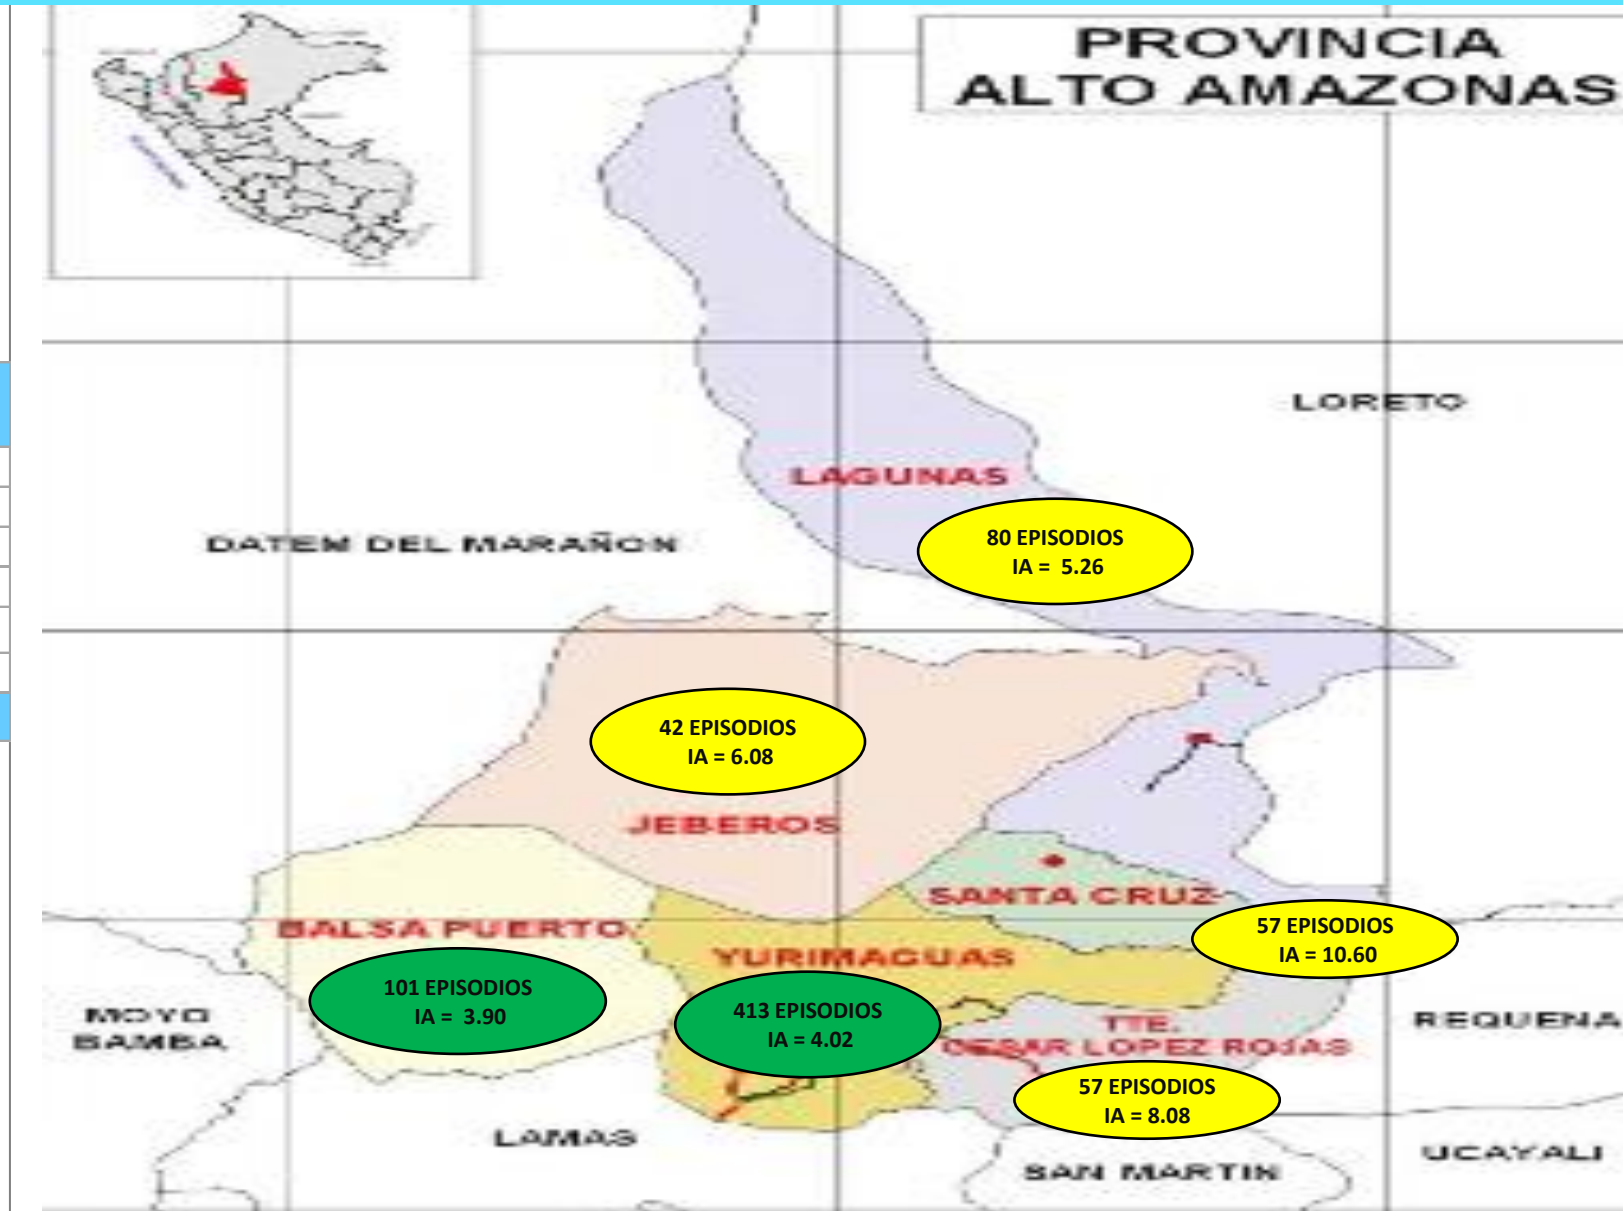 PROVINCIA
ALTO AMAZONAS
LORETO
LAGUNAS
DATEM DEL MARAÑON
80 EPISODIOS
IA = 5.26
42 EPISODIOS
IA = 6.08
JEBEROS
SANTA CRUZ
57 EPISODIOS
IA = 10.60
BALSA PUERTO
101 EPISODIOS
IA = 3.90
YURIMAGUAS
413 EPISODIOS
IA = 4.02
MOYO
BAMBA
TTE.
CESAR LOPEZ ROJAS
REQUENA
57 EPISODIOS
IA = 8.08
LAMAS
SAN MARTIN
UCAYALI